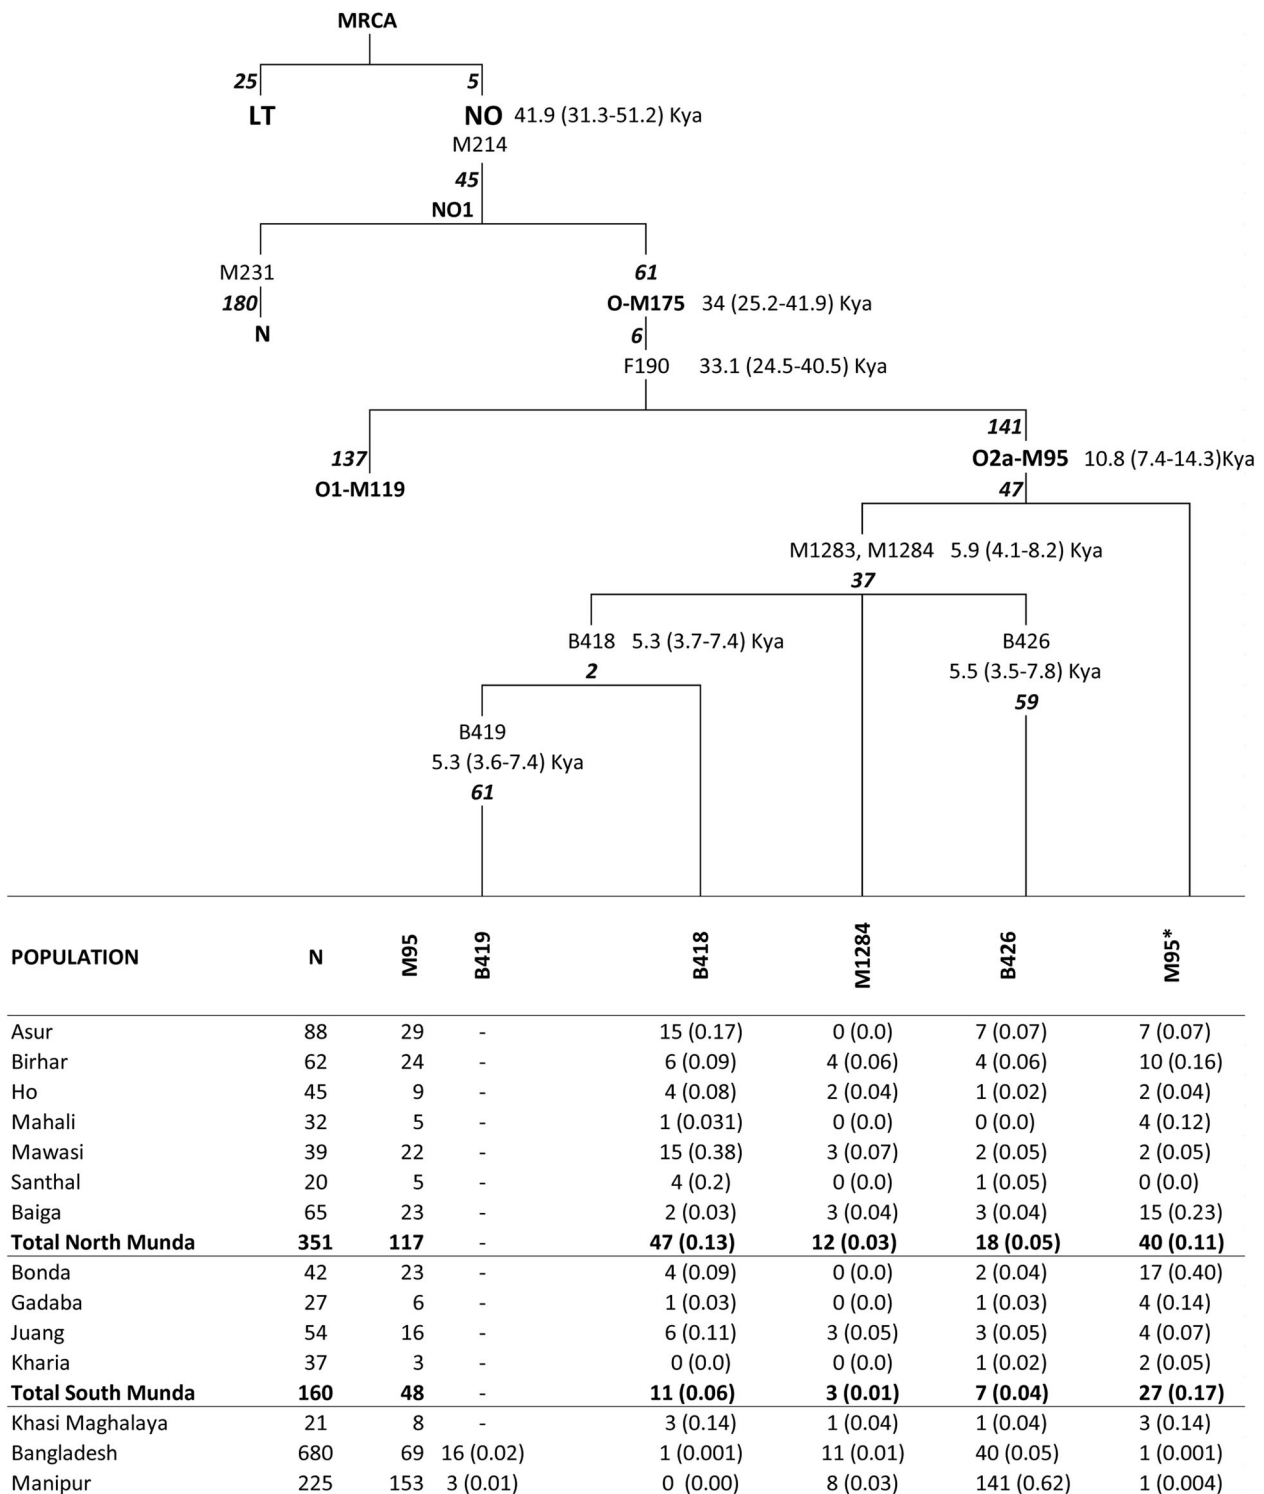 MRCA
25 5
LT NO 41.9 (31.3-51.2) Kya
M214
45
NO1
M231 61
180 O-M175 34 (25.2-41.9) Kya
N 6
F190 33.1 (24.5-40.5) Kya
141
137 O2a-M95 10.8 (7.4-14.3)Kya
O1-M119 47
M1283, M1284 5.9 (4.1-8.2) Kya
37
B418 5.3 (3.7-7.4) Kya B426
2 5.5 (3.5-7.8) Kya
59
B419
5.3 (3.6-7.4) Kya
61
POPULATION N M95 B419 B418 M1284 B426 M95*
Asur 88 29 - 15 (0.17) 0 (0.0) 7 (0.07) 7 (0.07)
Birhar 62 24 - 6 (0.09) 4 (0.06) 4 (0.06) 10 (0.16)
Ho 45 9 - 4 (0.08) 2 (0.04) 1 (0.02) 2 (0.04)
Mahali 32 5 - 1 (0.031) 0 (0.0) 0 (0.0) 4 (0.12)
Mawasi 39 22 - 15 (0.38) 3 (0.07) 2 (0.05) 2 (0.05)
Santhal 20 5 - 4 (0.2) 0 (0.0) 1 (0.05) 0 (0.0)
Baiga 65 23 - 2 (0.03) 3 (0.04) 3 (0.04) 15 (0.23)
Total North Munda 351 117 - 47 (0.13) 12 (0.03) 18 (0.05) 40 (0.11)
Bonda 42 23 - 4 (0.09) 0 (0.0) 2 (0.04) 17 (0.40)
Gadaba 27 6 - 1 (0.03) 0 (0.0) 1 (0.03) 4 (0.14)
Juang 54 16 - 6 (0.11) 3 (0.05) 3 (0.05) 4 (0.07)
Kharia 37 3 - 0 (0.0) 0 (0.0) 1 (0.02) 2 (0.05)
Total South Munda 160 48 - 11 (0.06) 3 (0.01) 7 (0.04) 27 (0.17)
Khasi Maghalaya 21 8 - 3 (0.14) 1 (0.04) 1 (0.04) 3 (0.14)
Bangladesh 680 69 16 (0.02) 1 (0.001) 11 (0.01) 40 (0.05) 1 (0.001)
Manipur 225 153 3 (0.01) 0 (0.00) 8 (0.03) 141 (0.62) 1 (0.004)